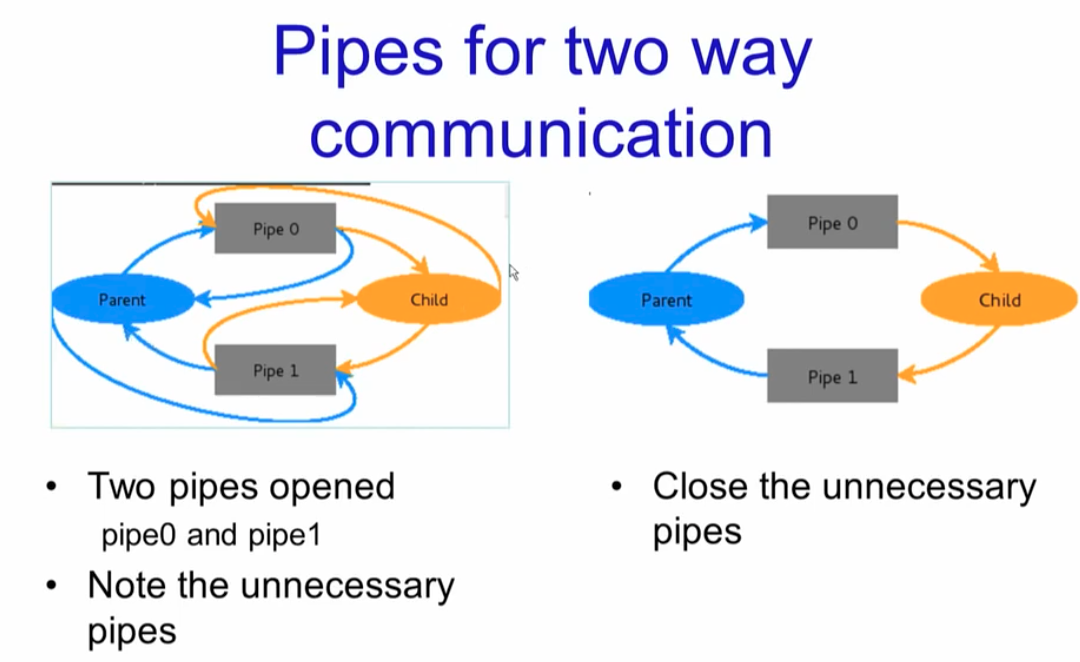 Pipes for two way
communication
Pipe 0
Parent
Child
Pipe 1
Pipe 0
Parent
Child
Pipe 1
• Two pipes opened
pipe0 and pipe1
• Note the unnecessary
pipes
• Close the unnecessary
pipes